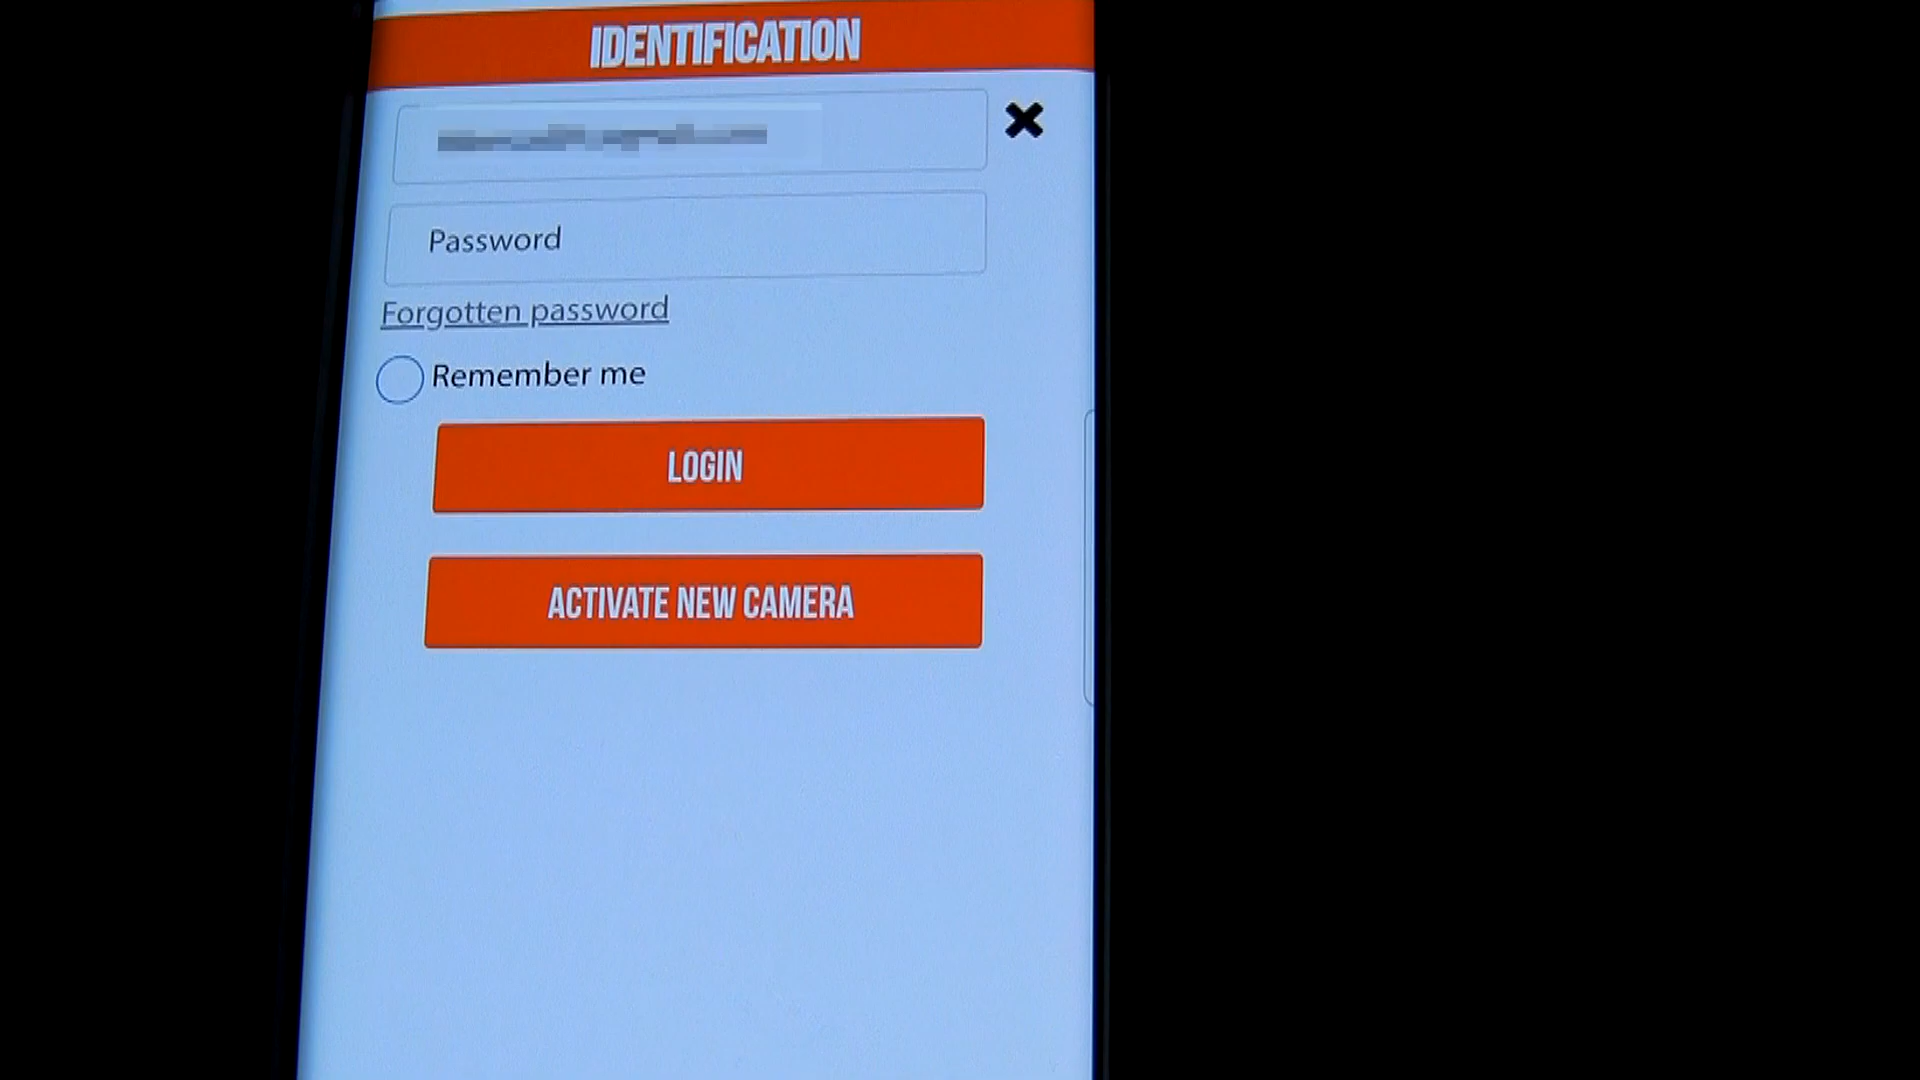 IDENTIFICATION
Password
Forgotten password
Remember me
LOGIN
ACTIVATE NEW CAMERA